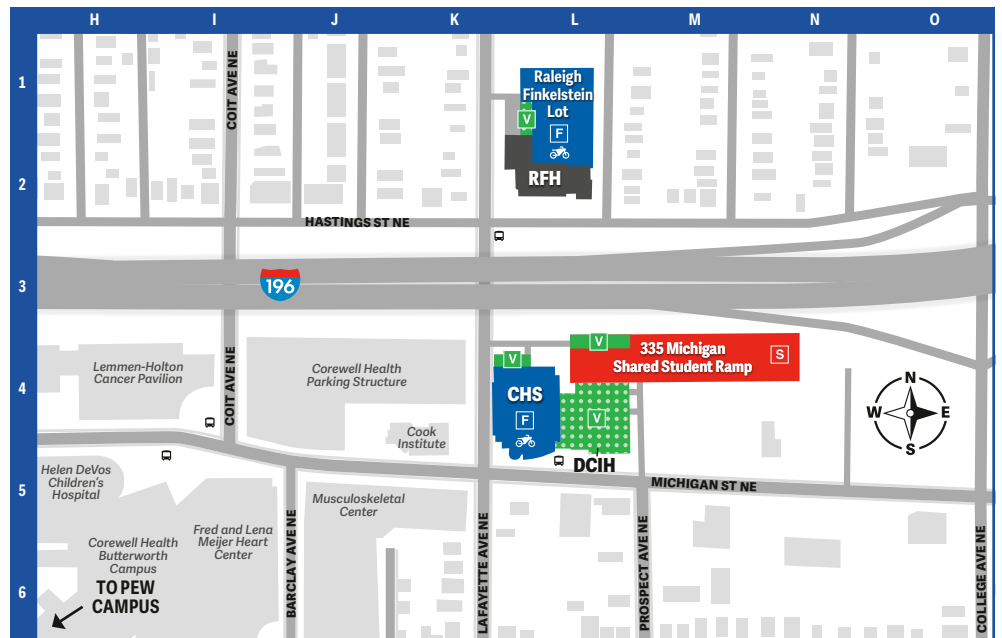 H I J K L M N O
1
2
3
4
5
6
COIT AVE NE
Raleigh
Finkelstein
Lot
V
F
RFH
HASTINGS ST NE
196
COIT AVE NE
Lemmen-Holton
Cancer Pavilion
Corewell Health
Parking Structure
Cook
Institute
V
CHS
F
V
335 Michigan
Shared Student Ramp
S
V
DCIH
N
W E
S
MICHIGAN ST NE
Helen DeVos
Children's
Hospital
Corewell Health
Butterworth
Campus
Fred and Lena
Meijer Heart
Center
Musculoskeletal
Center
BARCLAY AVE NE
LAFAYETTE AVE NE
PROSPECT AVE NE
COLLEGE AVE NE
TO PEW
CAMPUS